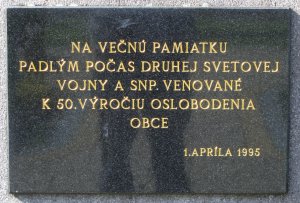 NA VEČNÚ PAMIATKU
PADLÝM POČAS DRUHEJ SVETOVEJ
VOJNY A SNP. VENOVANÉ
K 50. VÝROČIU OSLOBODENIA
OBCE
1. APRÍLA 1995